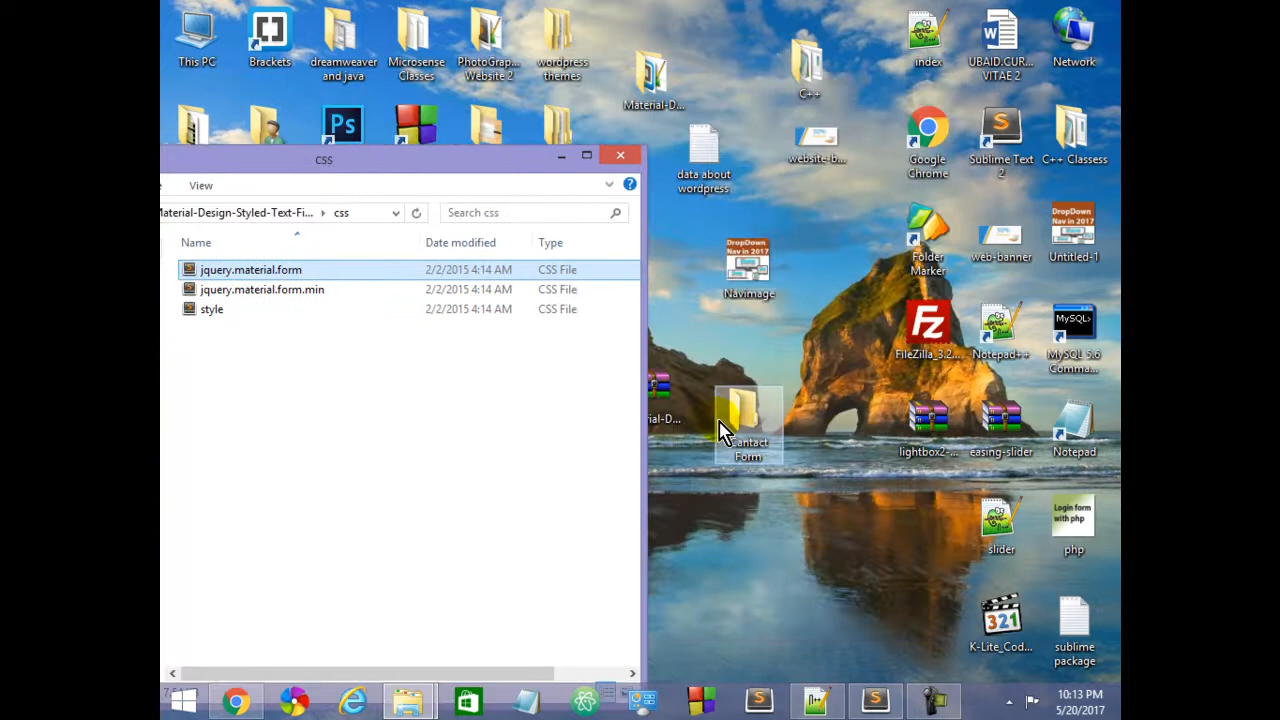 This PC
Brackets
dreamweaver
and java
Microsense
Classes
PhotoGrap...
Website 2
wordpress
themes
Material-D...
C++
index
UBAID.CUR...
VITAE 2
Network
Ps
data about
wordpress
website-b...
Google
Chrome
Sublime Text
2
C++ Classess
CSS
View
Material-Design-Styled-Text-Fi...
css
Search css
Name
Date modified
Type
jquery.material.form
2/2/2015 4:14 AM
CSS File
jquery.material.form.min
2/2/2015 4:14 AM
CSS File
style
2/2/2015 4:14 AM
CSS File
DropDown
Nav in 2017
Navimage
Folder
Marker
web-banner
DropDown
Nav in 2017
Untitled-1
Fz
FileZilla_3.2...
Notepad++
MySQL>
MySQL 5.6
Comma...
ial-D...
Cantact
Form
lightbox2-...
easing-slider
Notepad
slider
Login form
with php
php
321
K-Lite_Cod...
sublime
package
10:13 PM
5/20/2017